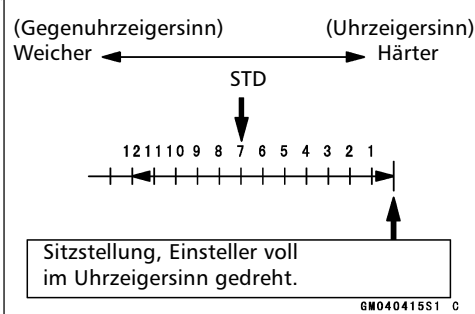 (Gegenuhrzeigersinn) (Uhrzeigersinn)
Weicher Härter
STD
12 11 10 9 8 7 6 5 4 3 2 1
Sitzstellung, Einsteller voll
im Uhrzeigersinn gedreht.
GM040415S1 C